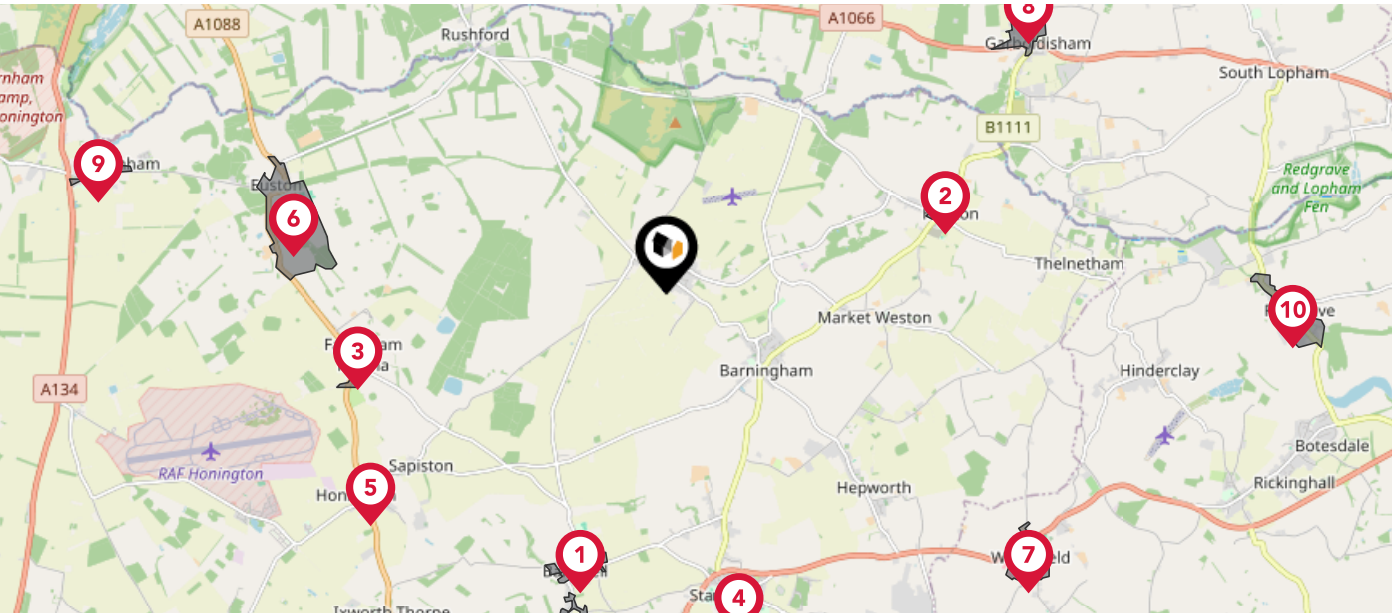 A1088
Rushford
A1066
8
South Lopham
B1111
9
Euston
6
2
Redgrave
and Lopham
Fen
Thelnetham
Market Weston
10
3
A134
Barningham
Hinderclay
RAF Honington
Sapiston
5
Hepworth
Botesdale
Rickinghall
1
7
4
Ixworth Thorpe